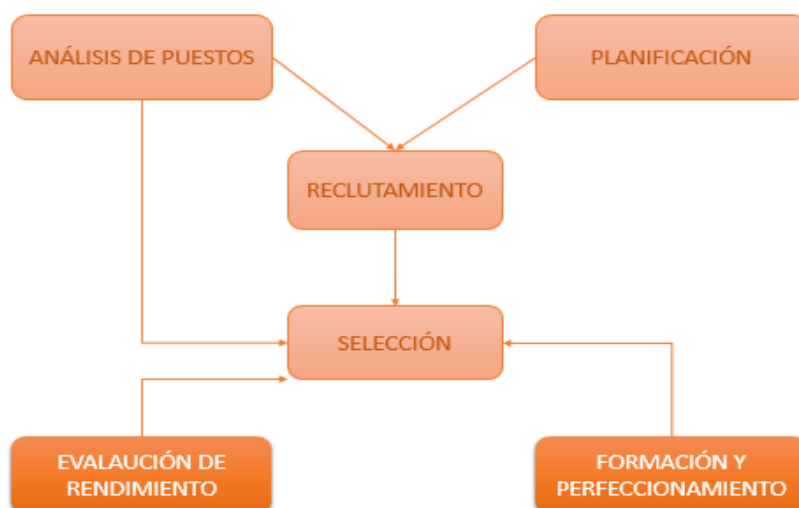 ANÁLISIS DE PUESTOS
PLANIFICACIÓN
RECLUTAMIENTO
SELECCIÓN
EVALAUCIÓN DE
RENDIMIENTO
FORMACIÓN Y
PERFECCIONAMIENTO